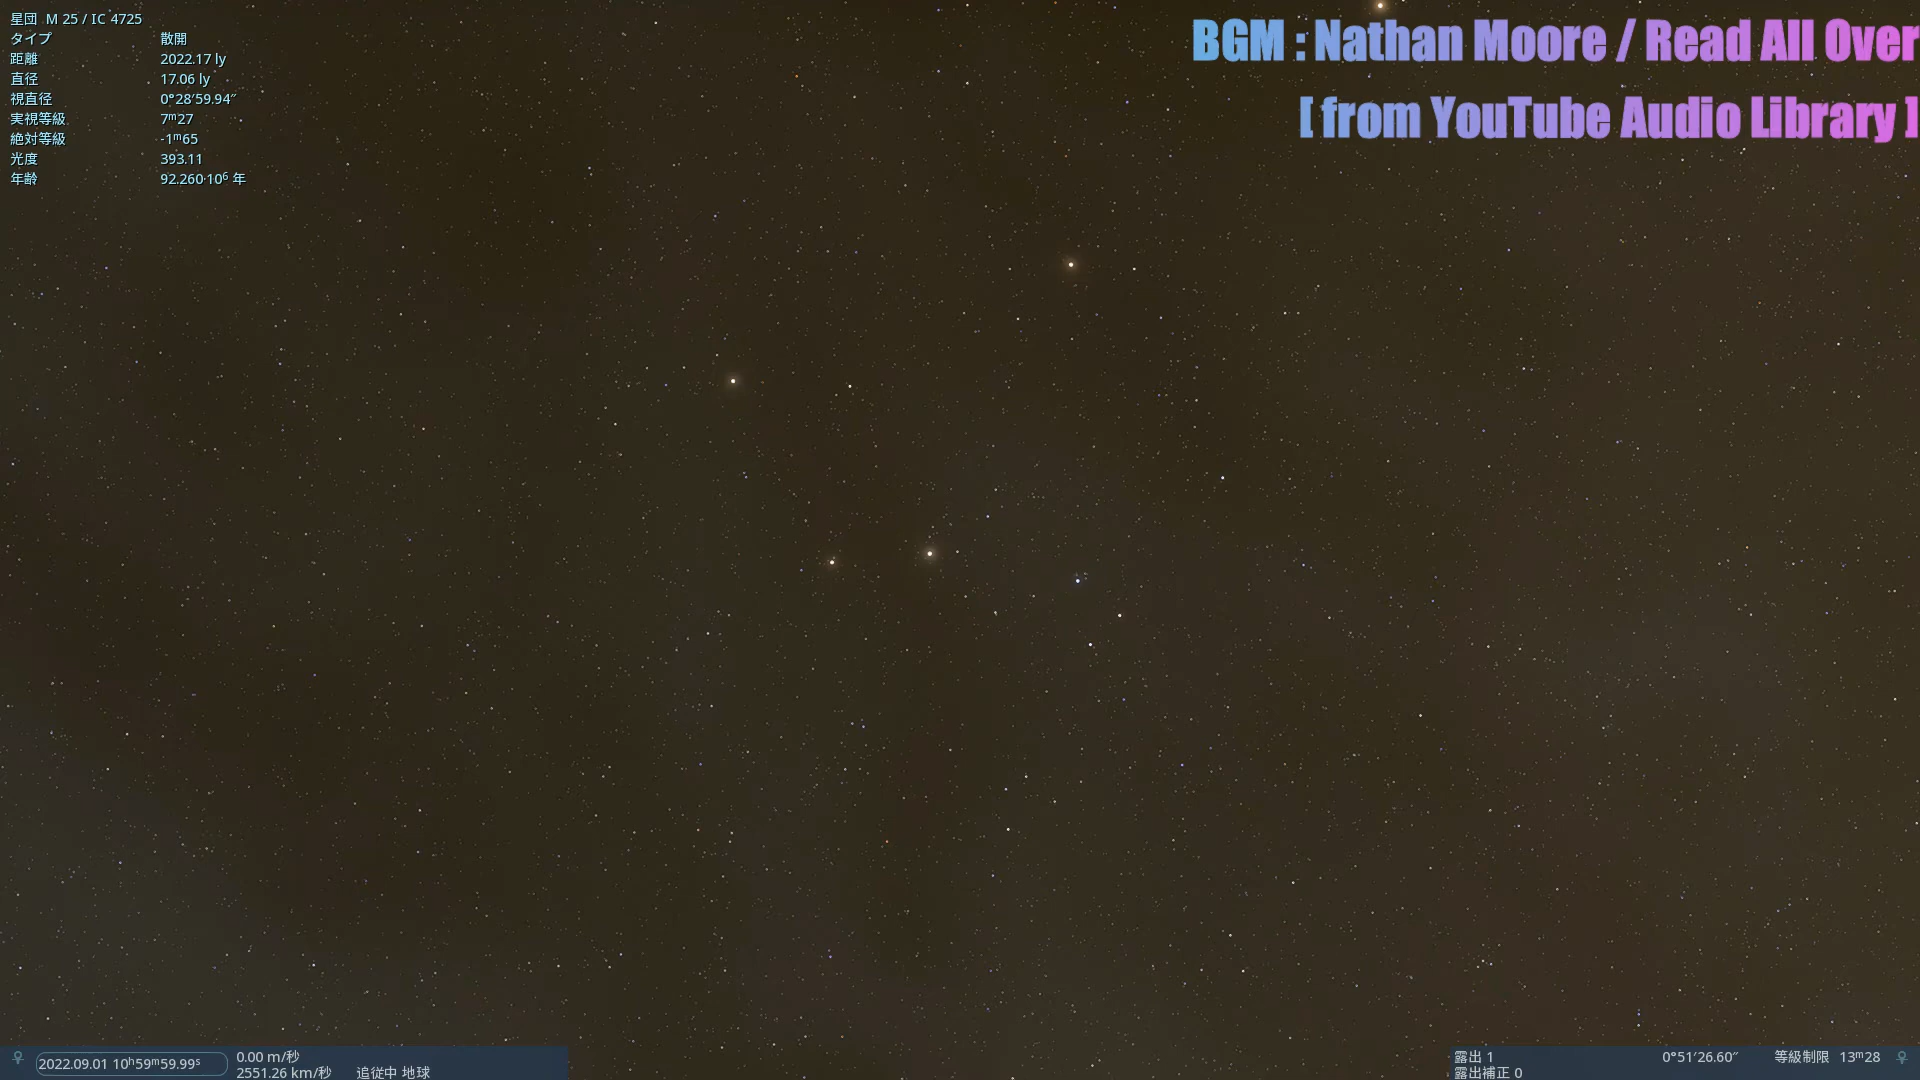 星団 M 25 / IC 4725
タイプ 散開
距離 2022.17 ly
直径 17.06 ly
視直径 0°28′59.94″
実視等級 7ᵐ27
絶対等級 -1ᵐ65
光度 393.11
年齢 92.260·10⁶ 年
BGM : Nathan Moore / Read All Over
[ from YouTube Audio Library ]
2022.09.01 10ʰ59ᵐ59.99ˢ
0.00 m/秒
2551.26 km/秒 追従中 地球
露出 1 0°51′26.60″ 等級制限 13ᵐ28
露出補正 0